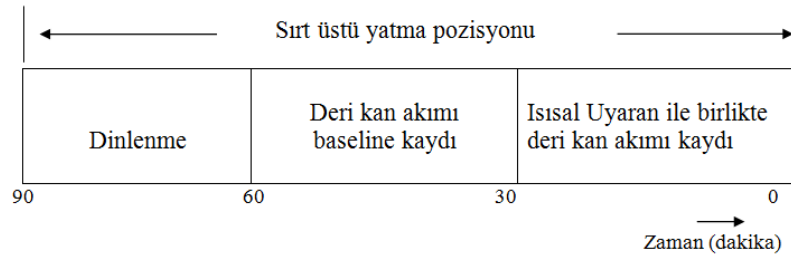 Sırt üstü yatma pozisyonu
Dinlenme
Deri kan akımı
baseline kaydı
Isısal Uyaran ile birlikte
deri kan akımı kaydı
90
60
30
0
Zaman (dakika)